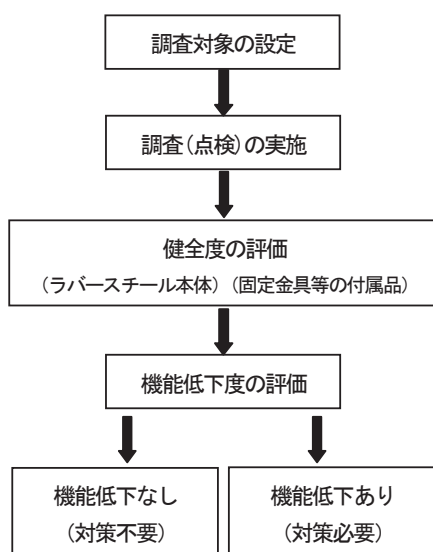 調査対象の設定
調査（点検）の実施
健全度の評価
（ラバースチール本体）（固定金具等の付属品）
機能低下度の評価
機能低下なし
（対策不要）
機能低下あり
（対策必要）